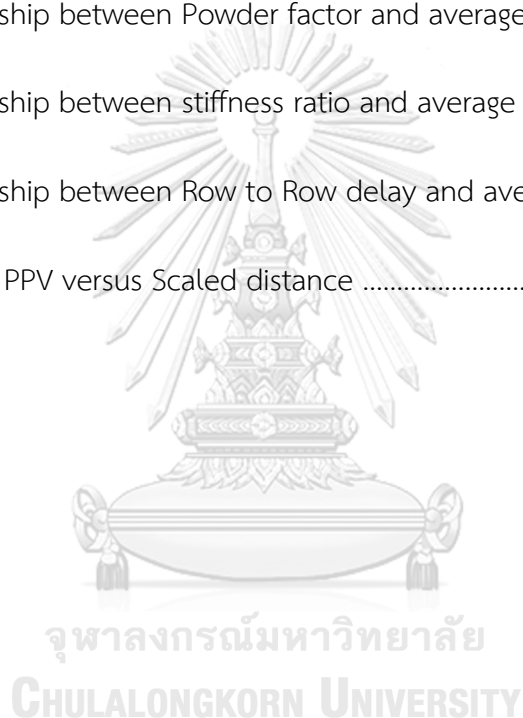 ship between Powder factor and average
ship between stiffness ratio and average
ship between Row to Row delay and ave
PPV versus Scaled distance ........................
จุฬาลงกรณ์มหาวิทยาลัย
CHULALONGKORN UNIVERSITY